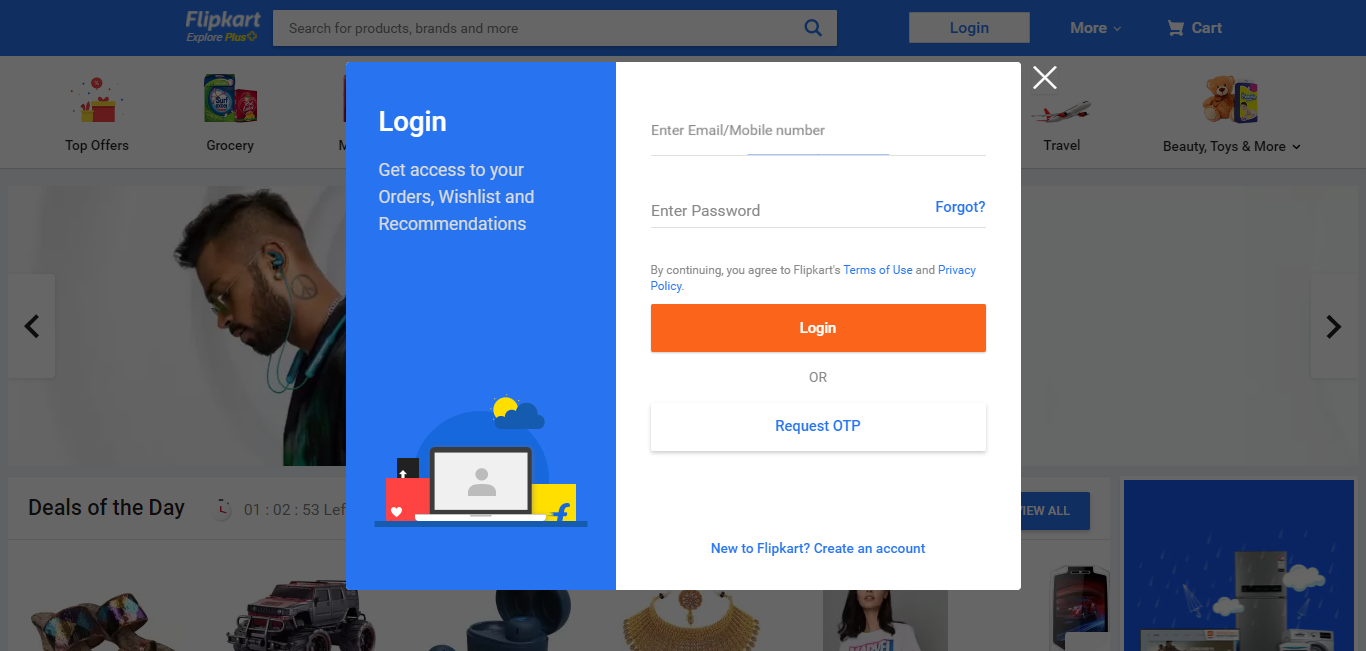 Flipkart
Explore Plus
Search for products, brands and more
Login
More
Cart
Top Offers
Grocery
M
Travel
Beauty, Toys & More
Login
Get access to your
Orders, Wishlist and
Recommendations
Enter Email/Mobile number
Enter Password
Forgot?
By continuing, you agree to Flipkart's Terms of Use and Privacy
Policy.
Login
OR
Request OTP
New to Flipkart? Create an account
Deals of the Day
01 : 02 : 53 Lef
VIEW ALL
Surf
MARVEL